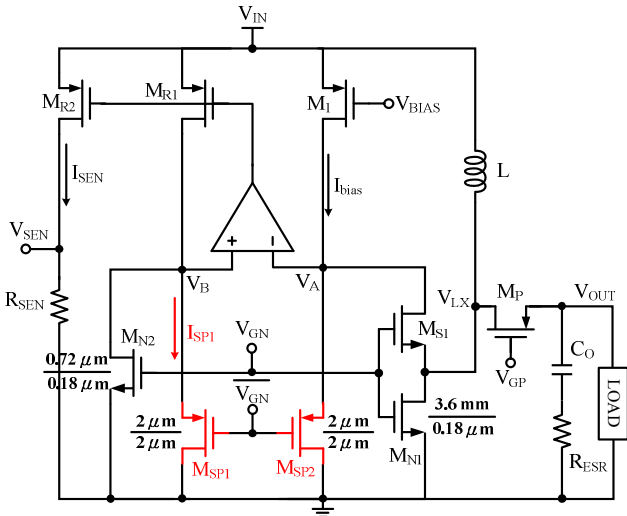 V_IN
M_R2
M_R1
M_1
V_BIAS
I_SEN
I_bias
L
V_SEN
+
−
V_B
V_A
V_LX
M_P
V_OUT
R_SEN
M_N2
I_SP1
V_GN
M_S1
V_GP
C_O
LOAD
0.72 μm
0.18 μm
V_GN
2 μm
2 μm
2 μm
2 μm
3.6 mm
0.18 μm
M_SP1
M_SP2
M_N1
R_ESR